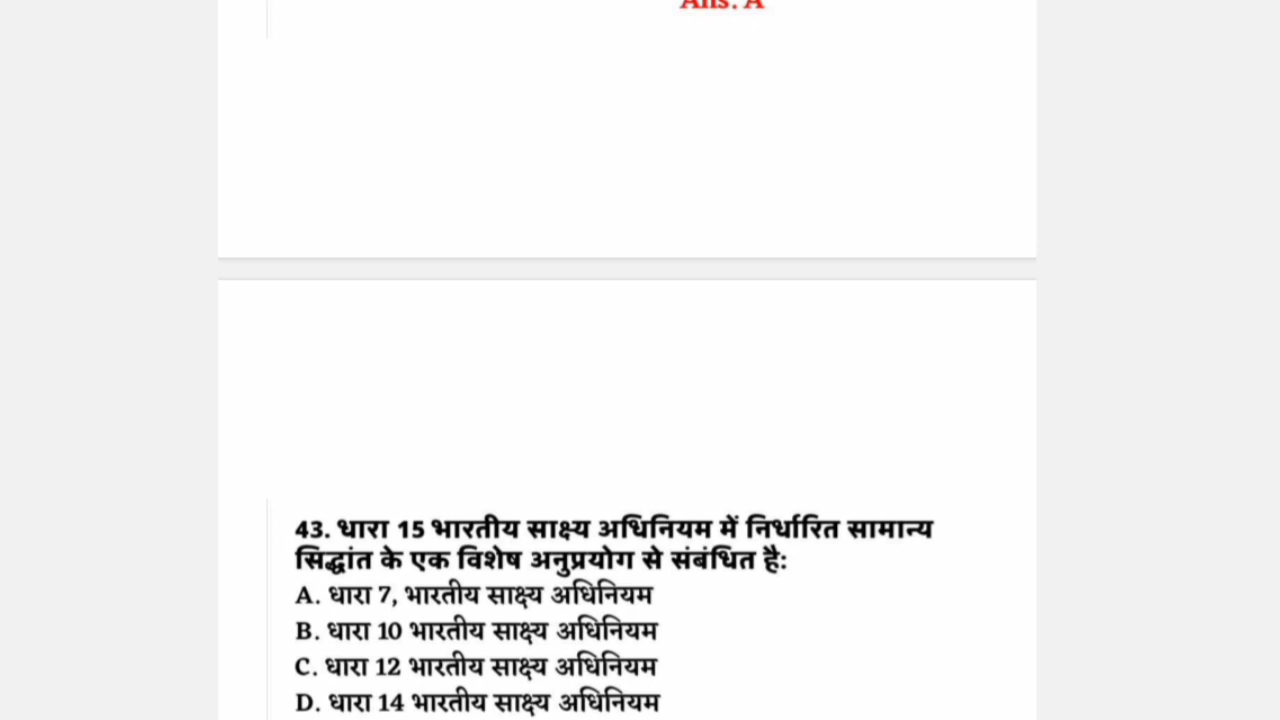 Ans. A
43. धारा 15 भारतीय साक्ष्य अधिनियम में निर्धारित सामान्य
सिद्धांत के एक विशेष अनुप्रयोग से संबंधित है:
A. धारा 7, भारतीय साक्ष्य अधिनियम
B. धारा 10 भारतीय साक्ष्य अधिनियम
C. धारा 12 भारतीय साक्ष्य अधिनियम
D. धारा 14 भारतीय साक्ष्य अधिनियम